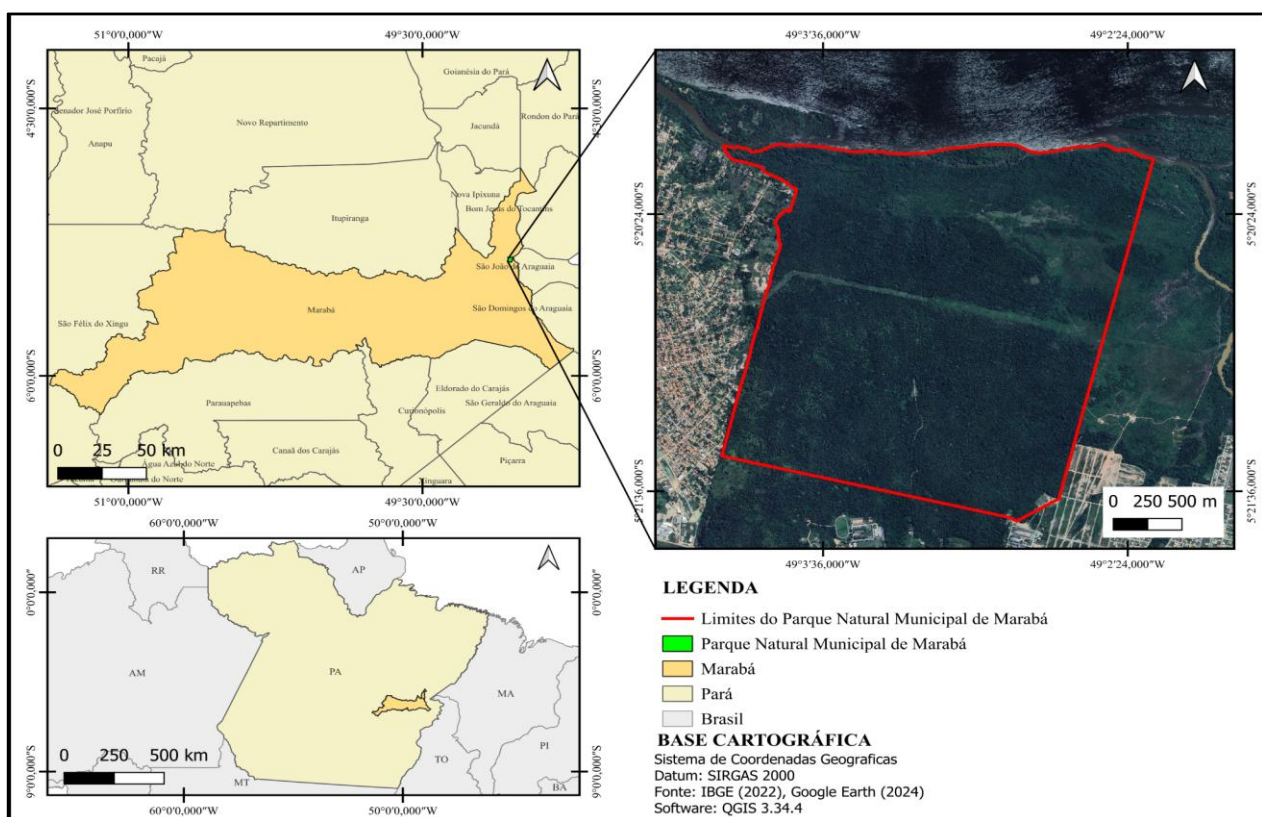 51°0'0,000"W
49°30'0,000"W
Pacajá
Goianésia do Pará
4°30'0,000"S
4°30'0,000"S
Senador José Porfírio
Novo Repartimento
Jacundá
Rondon do Pará
Anapu
Nova Ipixuna
Itupiranga
Bom Jesus do Tocantins
São João do Araguaia
Marabá
São Domingos do Araguaia
São Félix do Xingu
6°0'0,000"S
6°0'0,000"S
Eldorado do Carajás
Parauapebas
Curionópolis
São Geraldo do Araguaia
0 25 50 km
Canaã dos Carajás
Piçarra
Água Azul do Norte
do Norte
Xinguara
51°0'0,000"W
49°30'0,000"W
49°3'36,000"W
49°2'24,000"W
5°20'24,000"S
5°20'24,000"S
5°21'36,000"S
5°21'36,000"S
0 250 500 m
49°3'36,000"W
49°2'24,000"W
60°0'0,000"W
50°0'0,000"W
RR
AP
0°0'0,000"
0°0'0,000"
AM
PA
MA
0 250 500 km
TO
PI
MT
BA
9°0'0,000"S
9°0'0,000"S
60°0'0,000"W
50°0'0,000"W
LEGENDA
Limites do Parque Natural Municipal de Marabá
Parque Natural Municipal de Marabá
Marabá
Pará
Brasil
BASE CARTOGRÁFICA
Sistema de Coordenadas Geograficas
Datum: SIRGAS 2000
Fonte: IBGE (2022), Google Earth (2024)
Software: QGIS 3.34.4